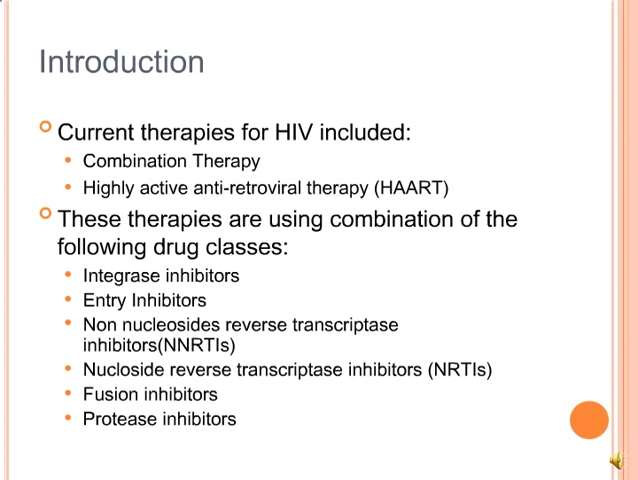 Introduction
Current therapies for HIV included:
Combination Therapy
Highly active anti-retroviral therapy (HAART)
These therapies are using combination of the
following drug classes:
Integrase inhibitors
Entry Inhibitors
Non nucleosides reverse transcriptase
inhibitors(NNRTIs)
Nucloside reverse transcriptase inhibitors (NRTIs)
Fusion inhibitors
Protease inhibitors